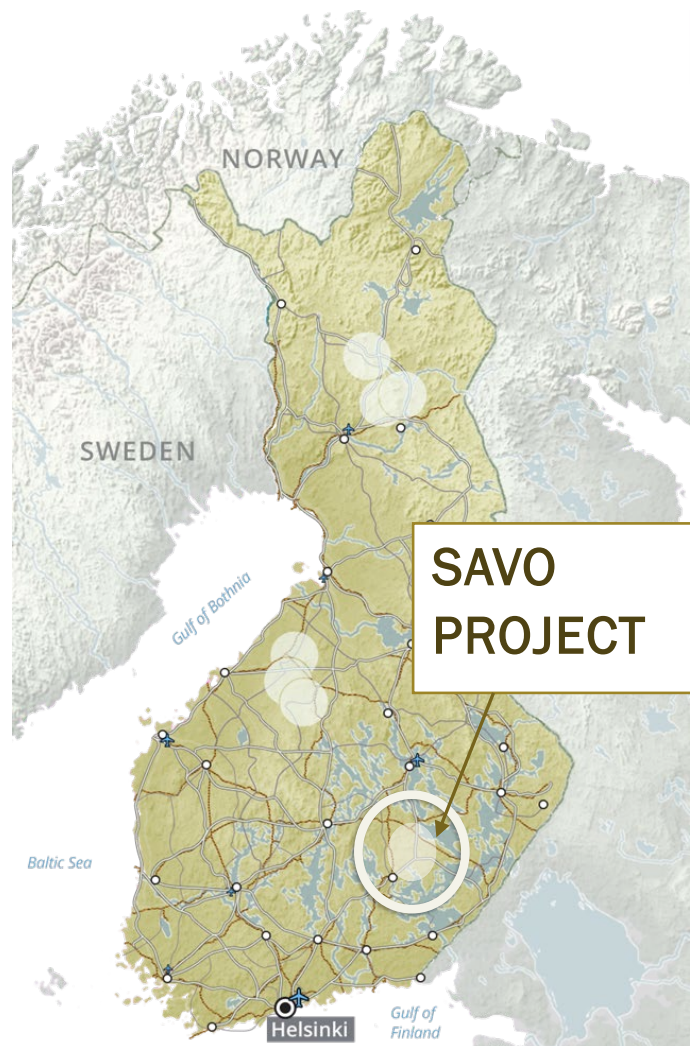 NORWAY
SWEDEN
SAVO
PROJECT
Gulf of Bothnia
Baltic Sea
Gulf of
Finland
Helsinki